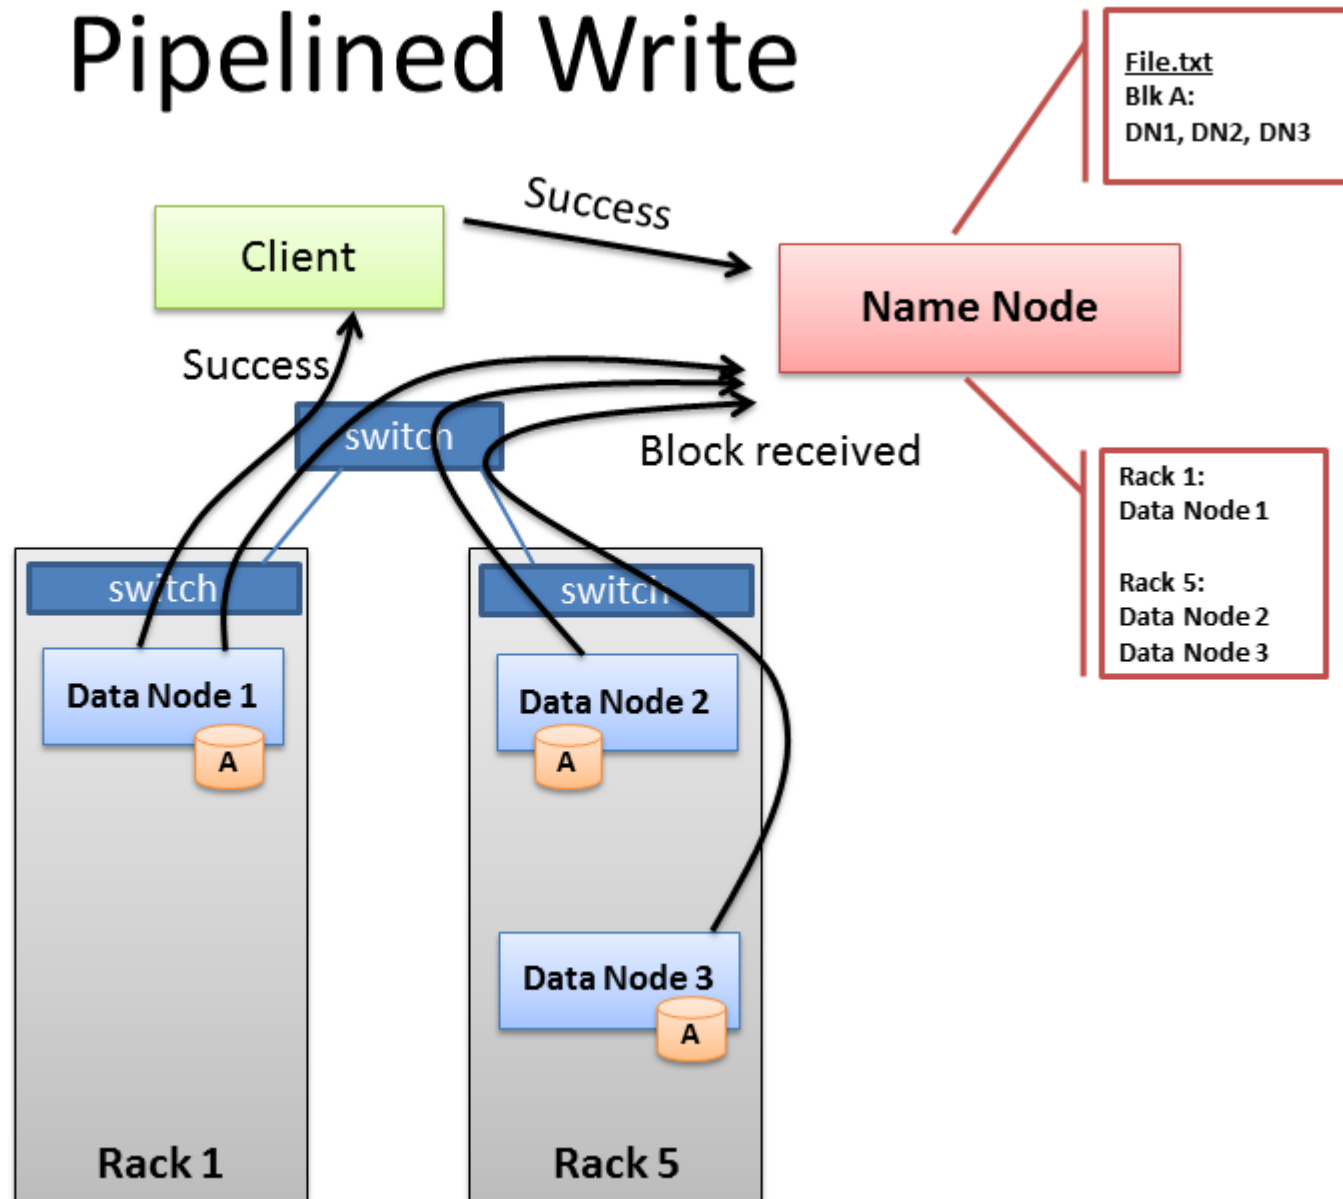 Pipelined Write
File.txt
Blk A:
DN1, DN2, DN3
Success
Client
Name Node
Success
switch
Block received
Rack 1:
Data Node 1
Rack 5:
Data Node 2
Data Node 3
switch
switch
Data Node 1
A
Data Node 2
A
Data Node 3
A
Rack 1
Rack 5